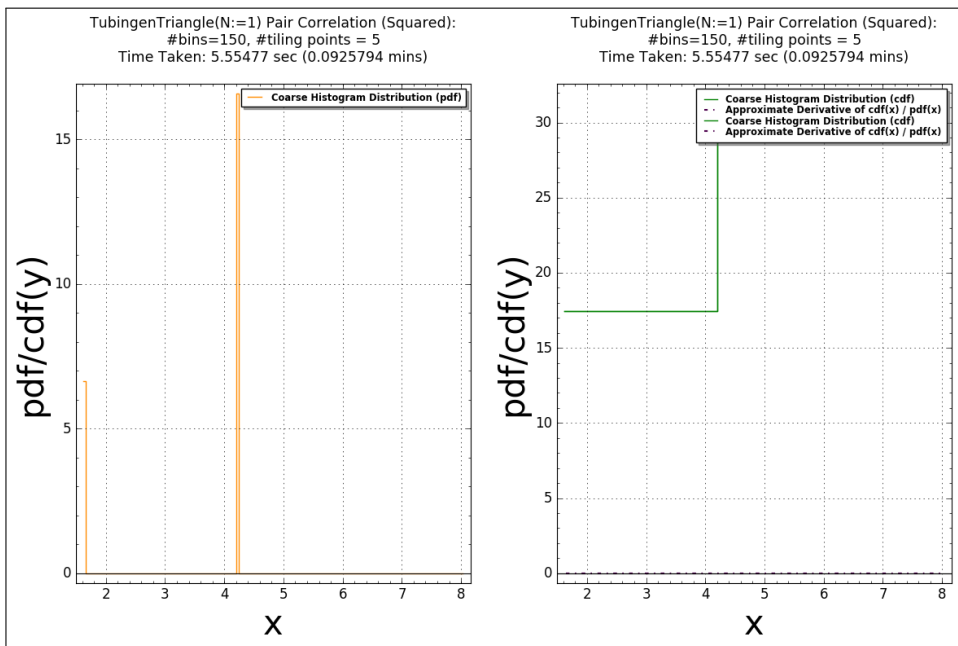 TubingenTriangle(N:=1) Pair Correlation (Squared):
#bins=150, #tiling points = 5
Time Taken: 5.55477 sec (0.0925794 mins)
Coarse Histogram Distribution (pdf)
pdf/cdf(y)
15
10
5
0
2 3 4 5 6 7 8
x
TubingenTriangle(N:=1) Pair Correlation (Squared):
#bins=150, #tiling points = 5
Time Taken: 5.55477 sec (0.0925794 mins)
Coarse Histogram Distribution (cdf)
Approximate Derivative of cdf(x) / pdf(x)
Coarse Histogram Distribution (cdf)
Approximate Derivative of cdf(x) / pdf(x)
pdf/cdf(y)
30
25
20
15
10
5
0
2 3 4 5 6 7 8
x